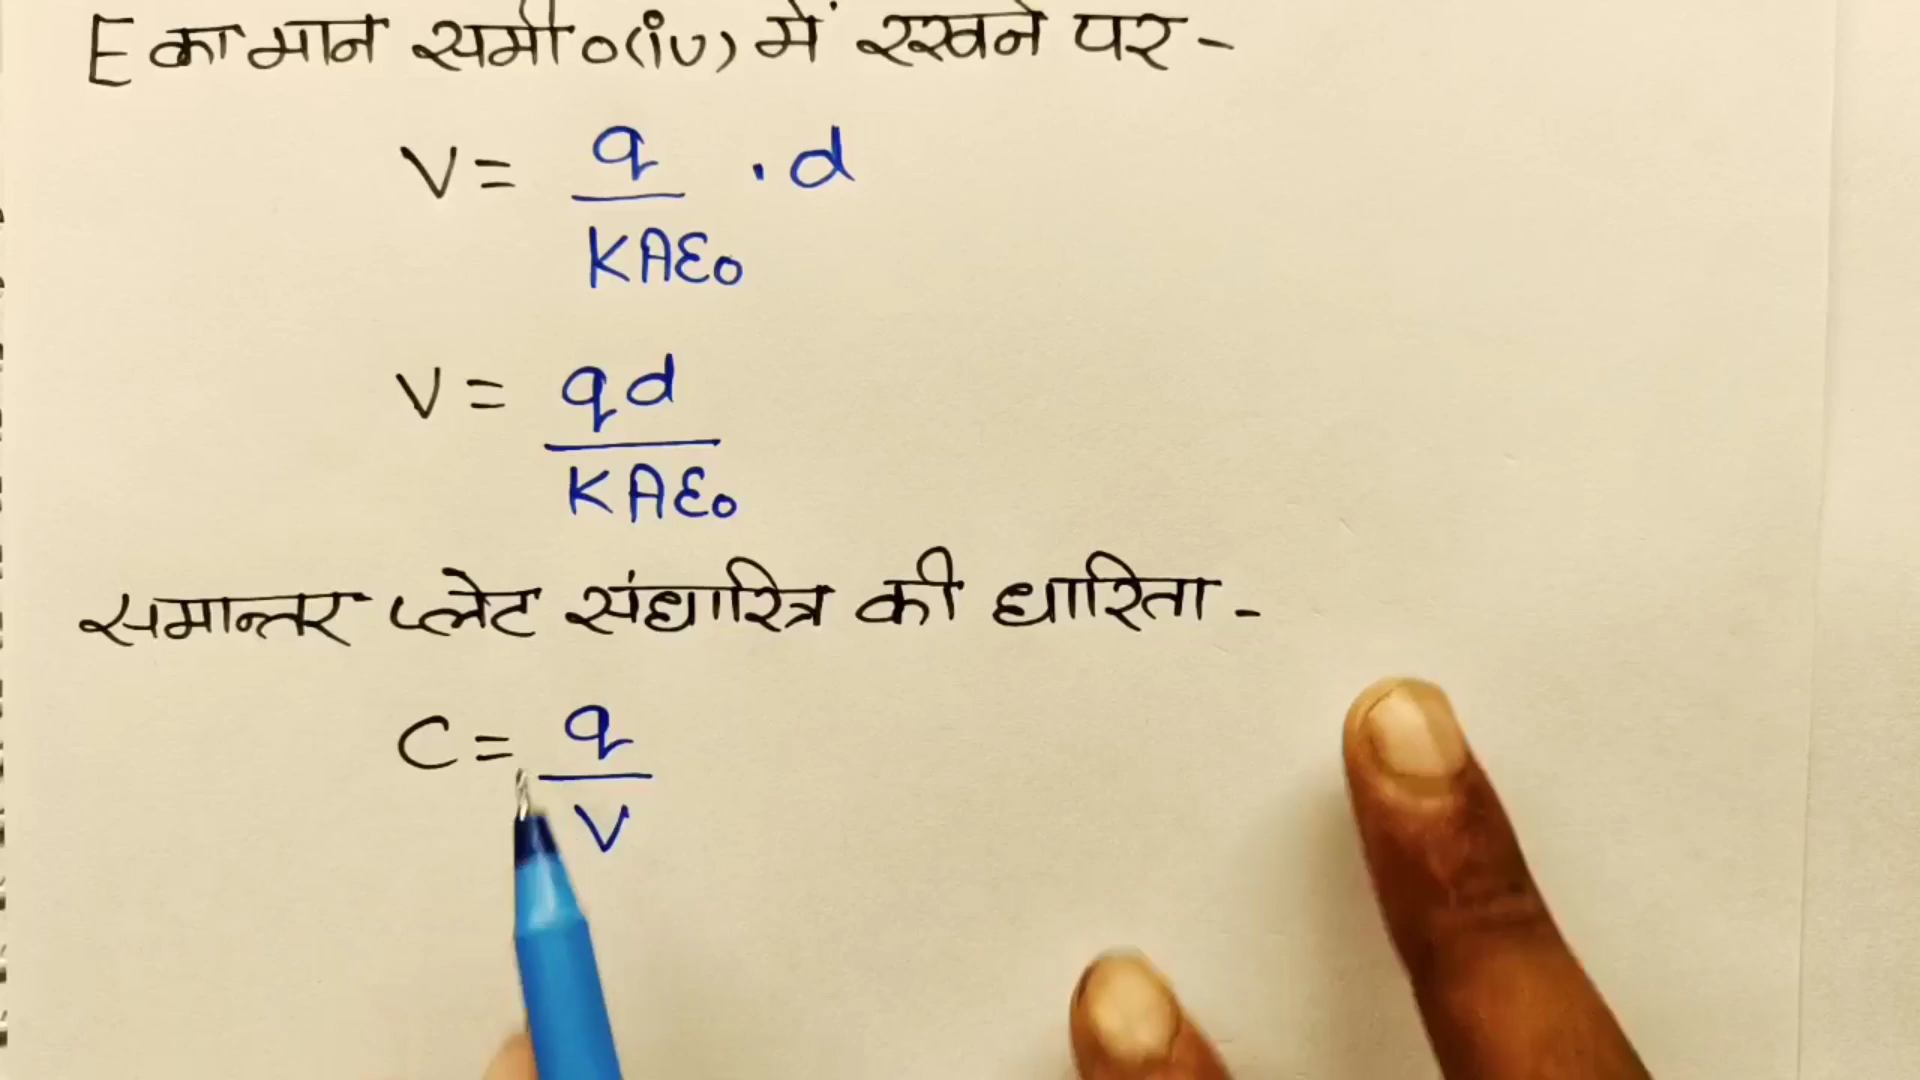 E का मान समी०(iv) में रखने पर -
V = q/KAε₀ . d
V = qd/KAε₀
समान्तर प्लेट संधारित्र की धारिता -
C = q/V